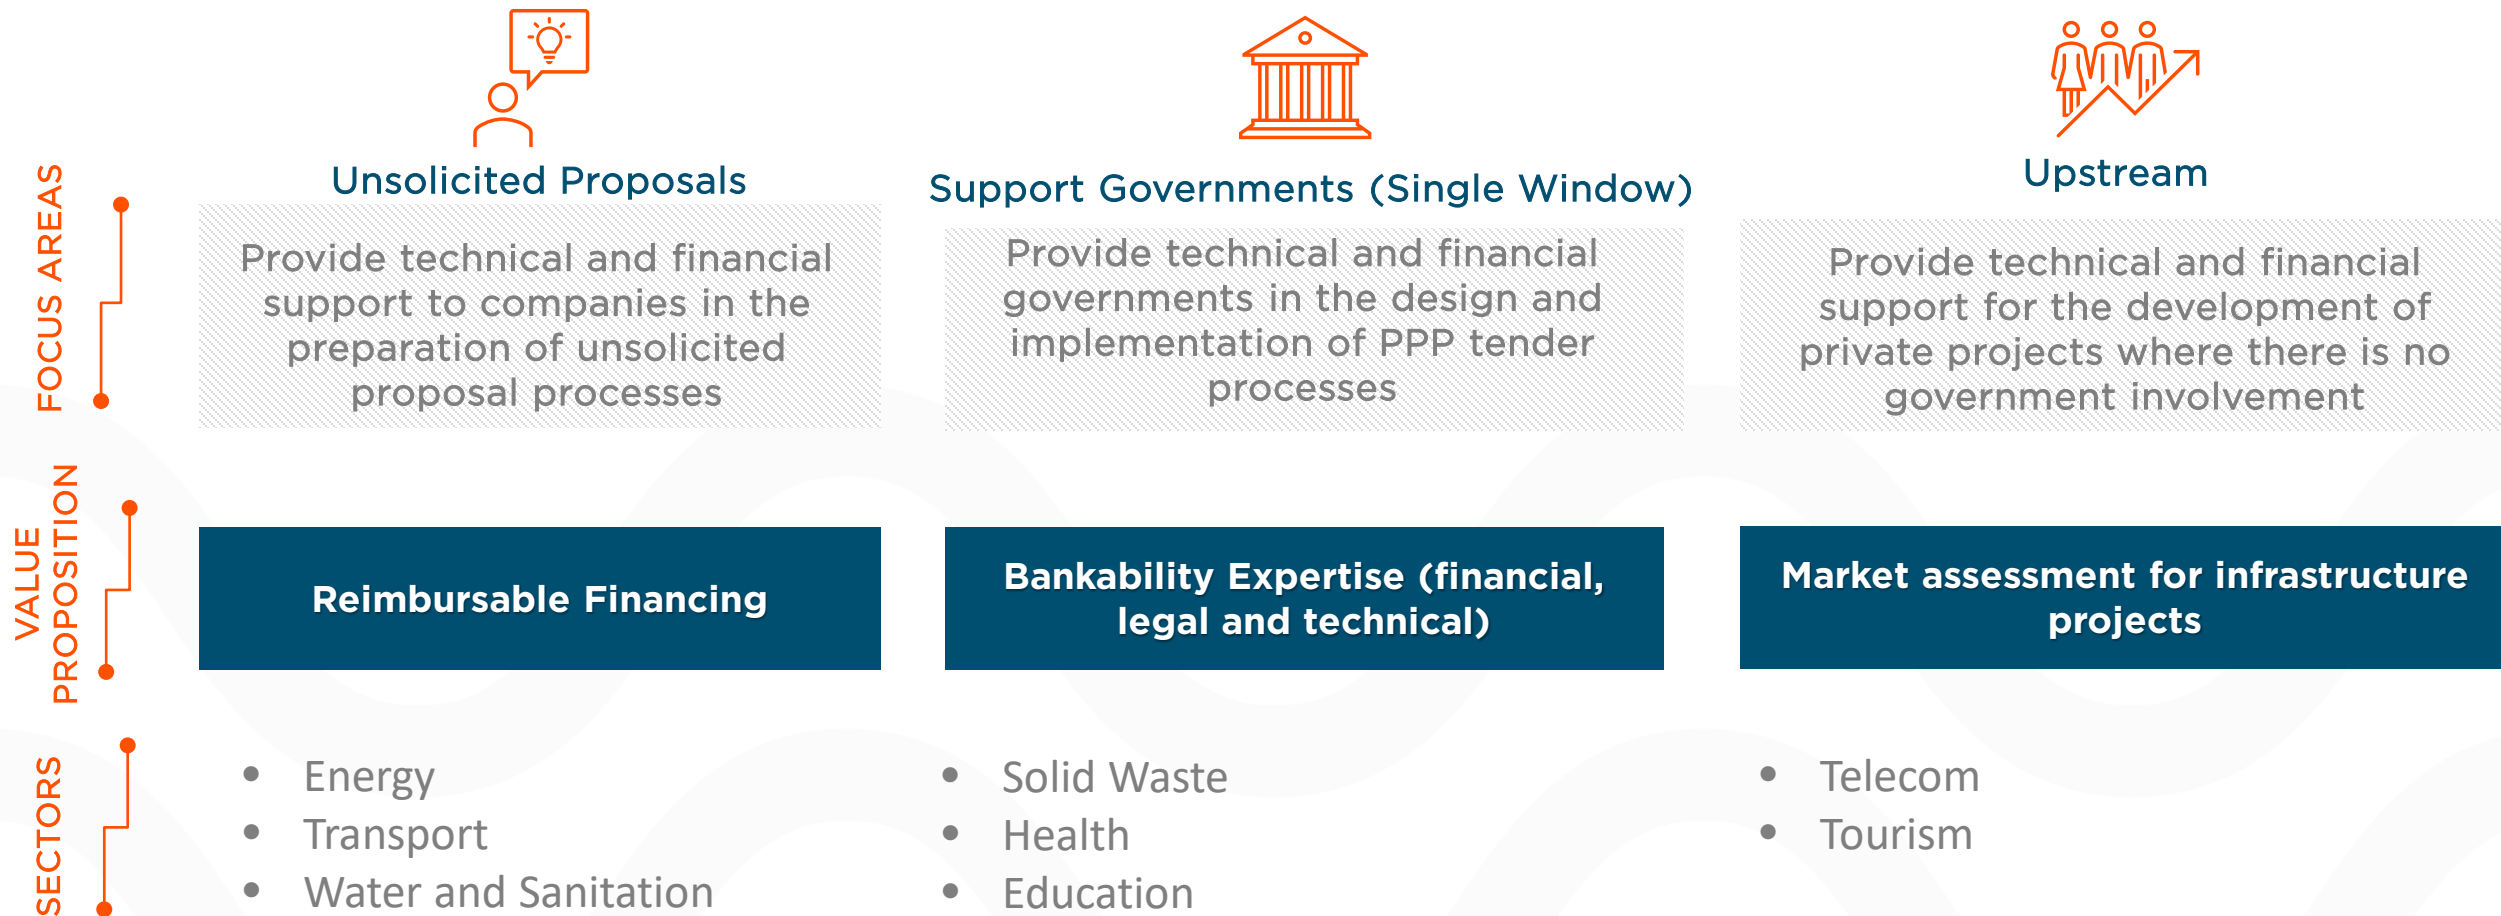 FOCUS AREAS
Unsolicited Proposals
Provide technical and financial
support to companies in the
preparation of unsolicited
proposal processes
Support Governments (Single Window)
Provide technical and financial
governments in the design and
implementation of PPP tender
processes
Upstream
Provide technical and financial
support for the development of
private projects where there is no
government involvement
VALUE
PROPOSITION
Reimbursable Financing
Bankability Expertise (financial,
legal and technical)
Market assessment for infrastructure
projects
SECTORS
• Energy
• Transport
• Water and Sanitation
• Solid Waste
• Health
• Education
• Telecom
• Tourism